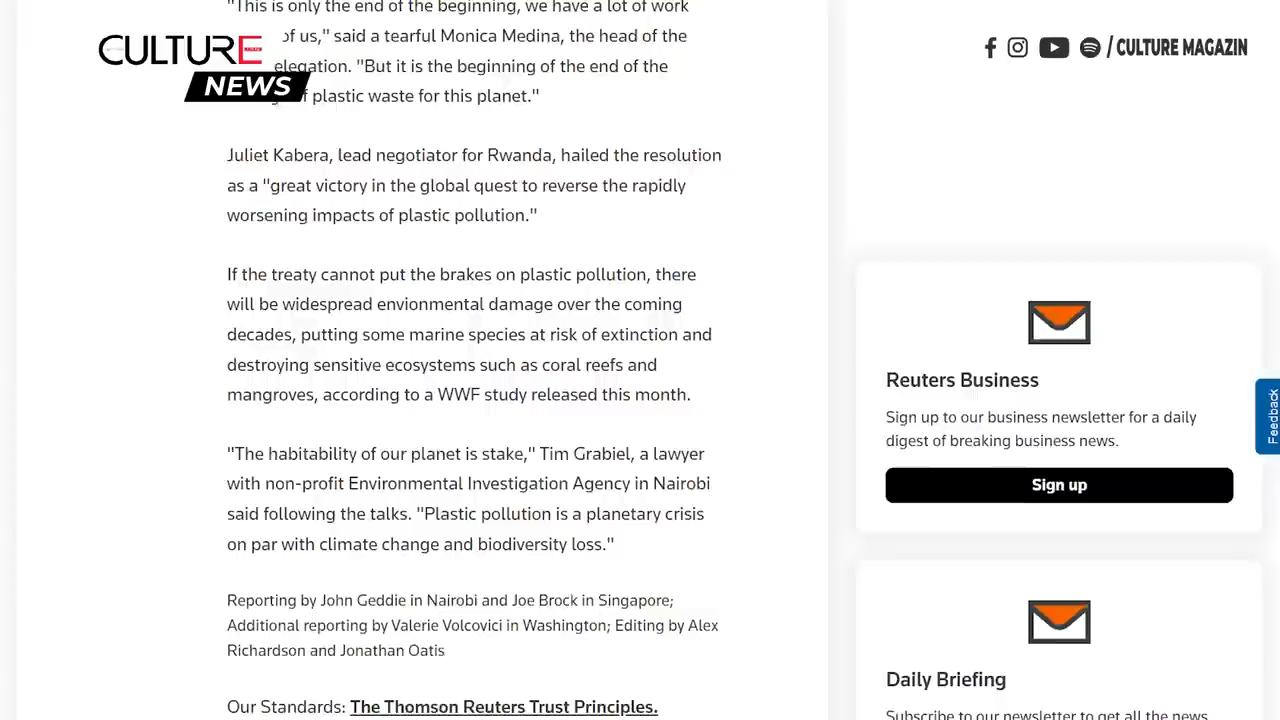 "This is only the end of the beginning, we have a lot of work
of us," said a tearful Monica Medina, the head of the
elegation. "But it is the beginning of the end of the
of plastic waste for this planet."
CULTURE
NEWS
/ CULTURE MAGAZIN
Juliet Kabera, lead negotiator for Rwanda, hailed the resolution
as a "great victory in the global quest to reverse the rapidly
worsening impacts of plastic pollution."
If the treaty cannot put the brakes on plastic pollution, there
will be widespread envionmental damage over the coming
decades, putting some marine species at risk of extinction and
destroying sensitive ecosystems such as coral reefs and
mangroves, according to a WWF study released this month.
"The habitability of our planet is stake," Tim Grabiel, a lawyer
with non-profit Environmental Investigation Agency in Nairobi
said following the talks. "Plastic pollution is a planetary crisis
on par with climate change and biodiversity loss."
Reporting by John Geddie in Nairobi and Joe Brock in Singapore;
Additional reporting by Valerie Volcovici in Washington; Editing by Alex
Richardson and Jonathan Oatis
Our Standards: The Thomson Reuters Trust Principles.
Reuters Business
Sign up to our business newsletter for a daily
digest of breaking business news.
Sign up
Feedback
Daily Briefing
Subscribe to our newsletter to get all the news